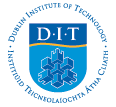 DUBLIN INSTITUTE OF TECHNOLOGY
D·I·T
INSTITIÚID TEICNEOLAÍOCHTA ÁTHA CLIATH